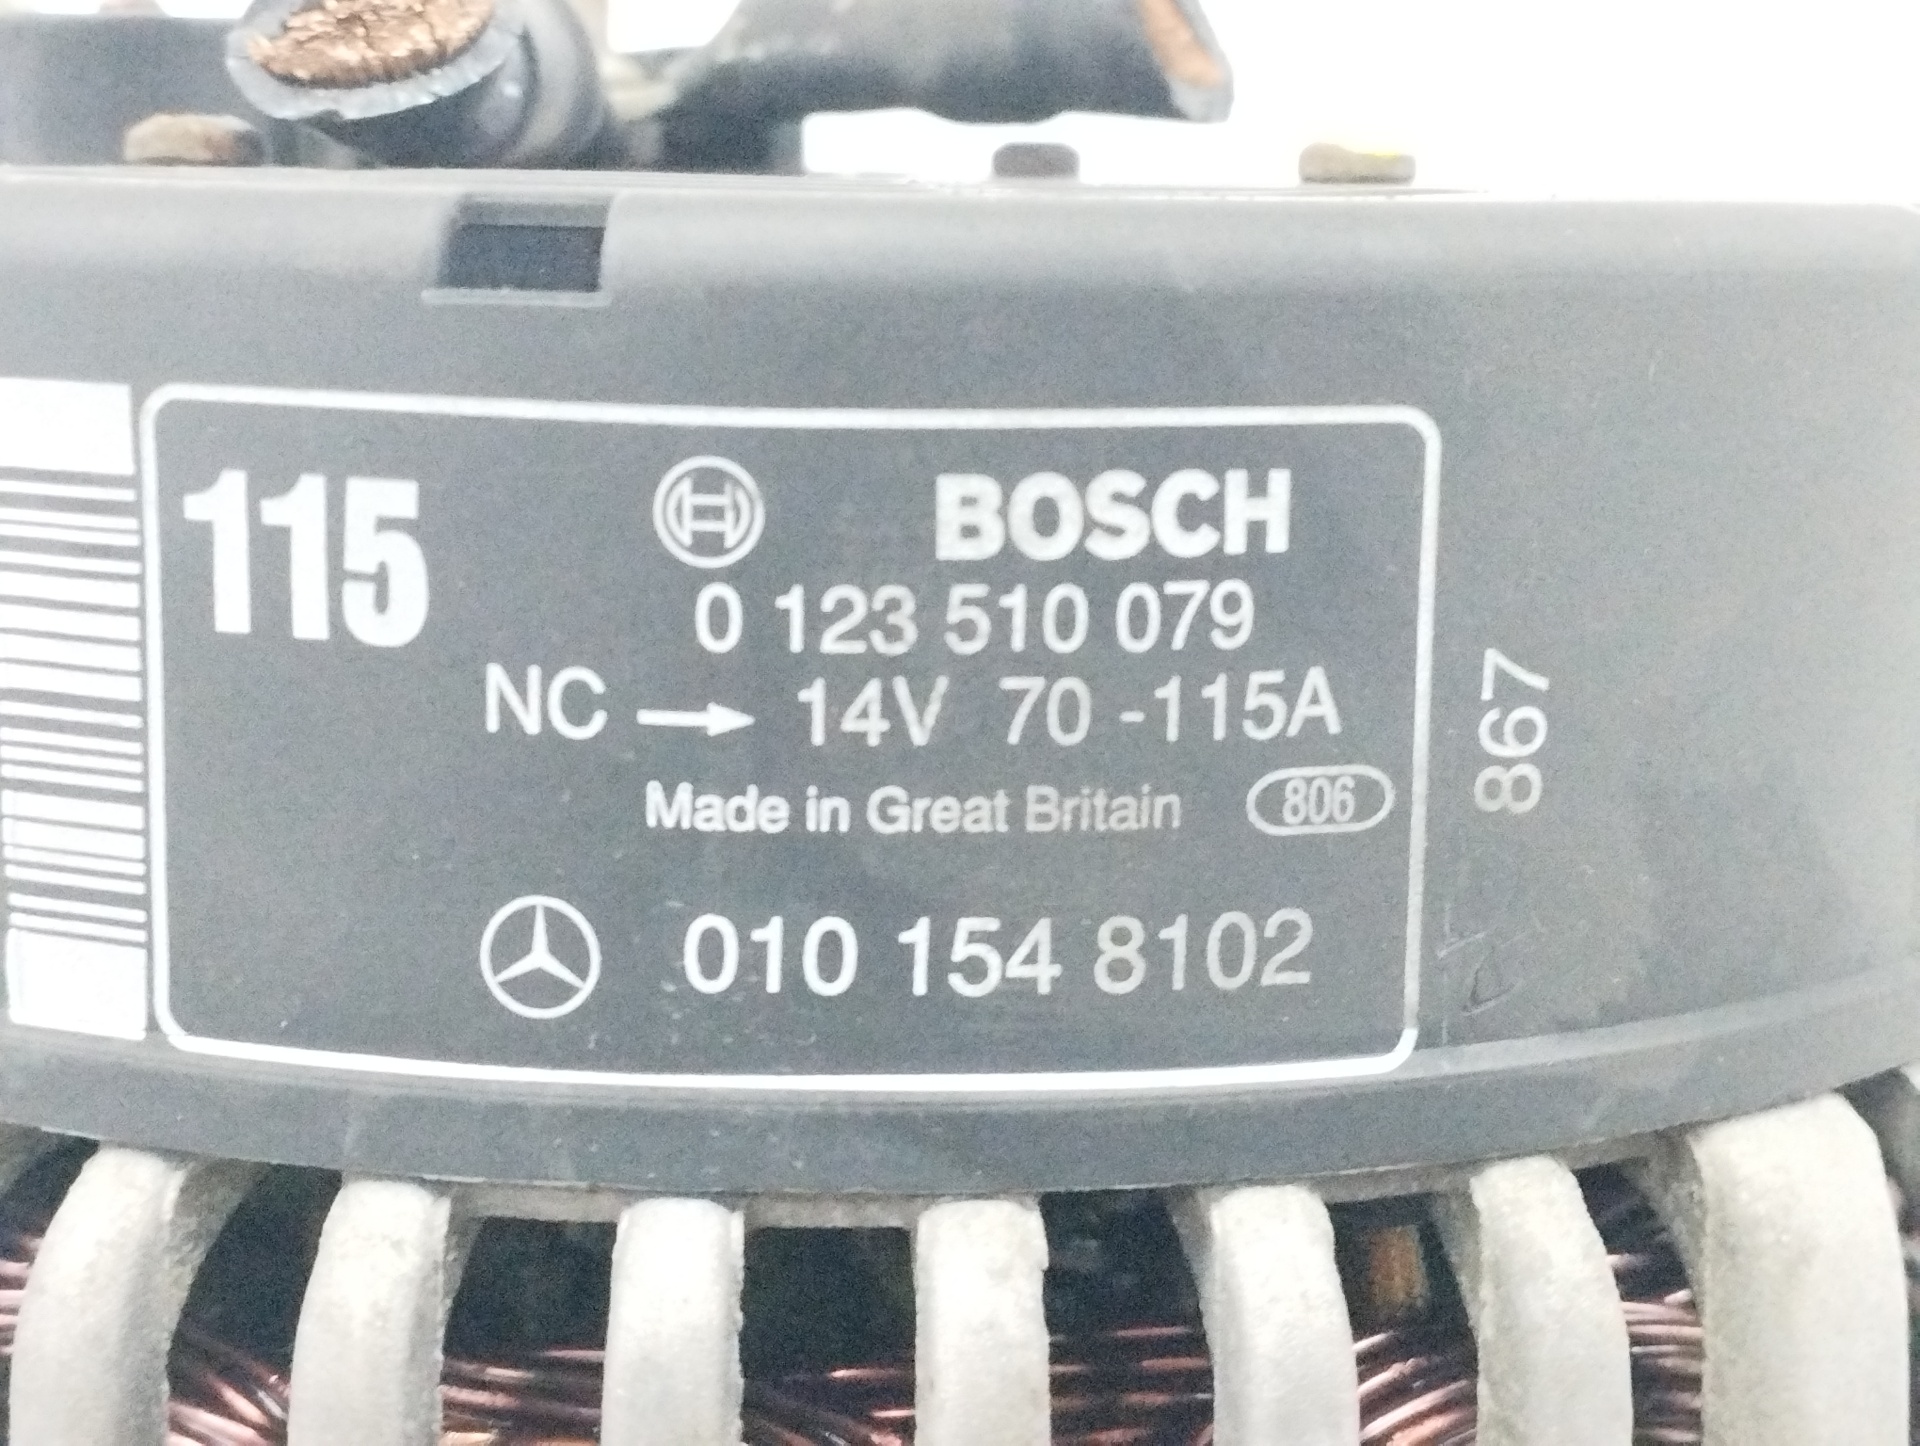 115
BOSCH
0 123 510 079
NC → 14V 70 -115A
Made in Great Britain 806
010 154 8102
867